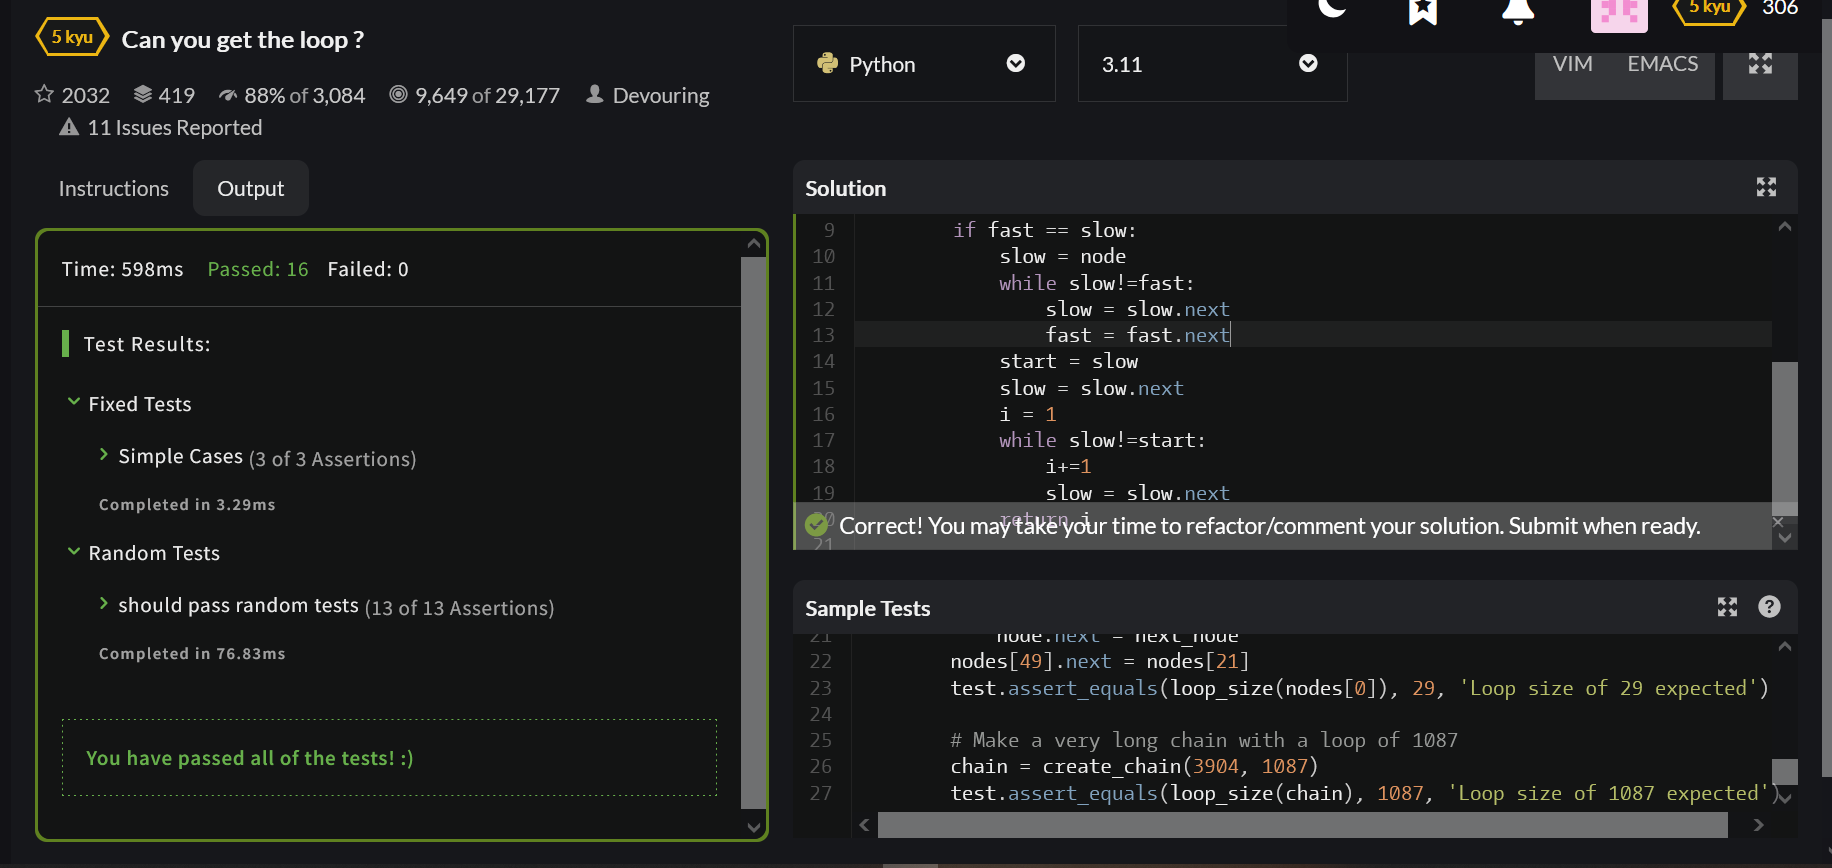 5 kyu
Can you get the loop ?
2032 419 88% of 3,084 9,649 of 29,177 Devouring
11 Issues Reported
Python
3.11
5 kyu 306
VIM EMACS
Instructions Output
Time: 598ms Passed: 16 Failed: 0
Test Results:
Fixed Tests
Simple Cases (3 of 3 Assertions)
Completed in 3.29ms
Random Tests
should pass random tests (13 of 13 Assertions)
Completed in 76.83ms
You have passed all of the tests! :)
Solution
9 if fast == slow:
10 slow = node
11 while slow!=fast:
12 slow = slow.next
13 fast = fast.next
14 start = slow
15 slow = slow.next
16 i = 1
17 while slow!=start:
18 i+=1
19 slow = slow.next
20 return i
Correct! You may take your time to refactor/comment your solution. Submit when ready.
21
Sample Tests
21 node.next = next_node
22 nodes[49].next = nodes[21]
23 test.assert_equals(loop_size(nodes[0]), 29, 'Loop size of 29 expected')
24
25 # Make a very long chain with a loop of 1087
26 chain = create_chain(3904, 1087)
27 test.assert_equals(loop_size(chain), 1087, 'Loop size of 1087 expected')